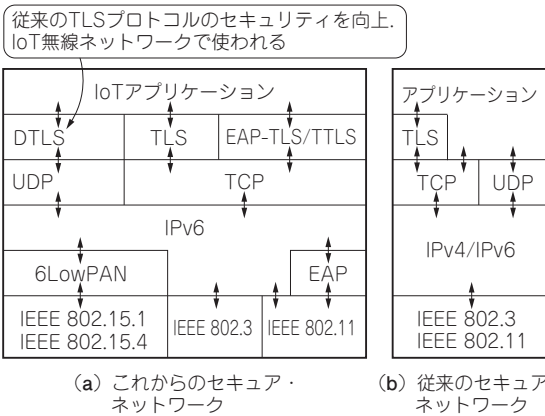 従来のTLSプロトコルのセキュリティを向上.
IoT無線ネットワークで使われる
IoTアプリケーション
DTLS
TLS
EAP-TLS/TTLS
UDP
TCP
IPv6
6LowPAN
EAP
IEEE 802.15.1
IEEE 802.15.4
IEEE 802.3
IEEE 802.11
(a) これからのセキュア・
ネットワーク
アプリケーション
TLS
TCP
UDP
IPv4/IPv6
IEEE 802.3
IEEE 802.11
(b) 従来のセキュア
ネットワーク